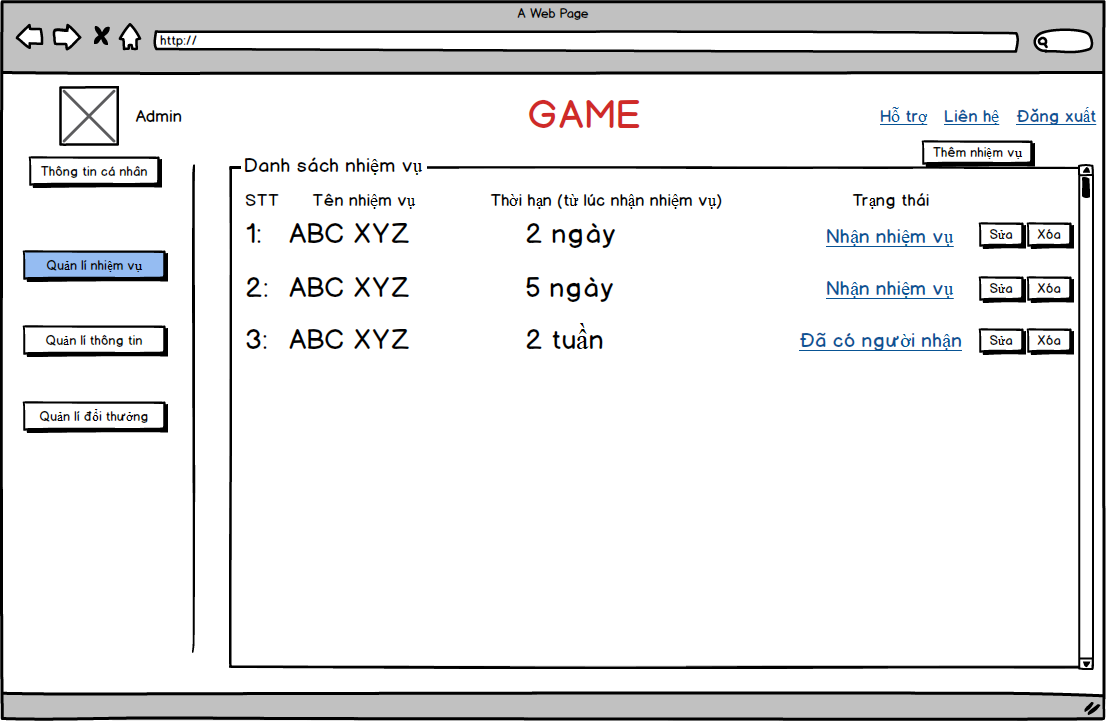 A Web Page
http://
Admin
GAME
Hỗ trợ Liên hệ Đăng xuất
Thêm nhiệm vụ
Thông tin cá nhân
Quản lí nhiệm vụ
Quản lí thông tin
Quản lí đổi thưởng
Danh sách nhiệm vụ
STT Tên nhiệm vụ Thời hạn (từ lúc nhận nhiệm vụ) Trạng thái
1: ABC XYZ 2 ngày Nhận nhiệm vụ Sửa Xóa
2: ABC XYZ 5 ngày Nhận nhiệm vụ Sửa Xóa
3: ABC XYZ 2 tuần Đã có người nhận Sửa Xóa